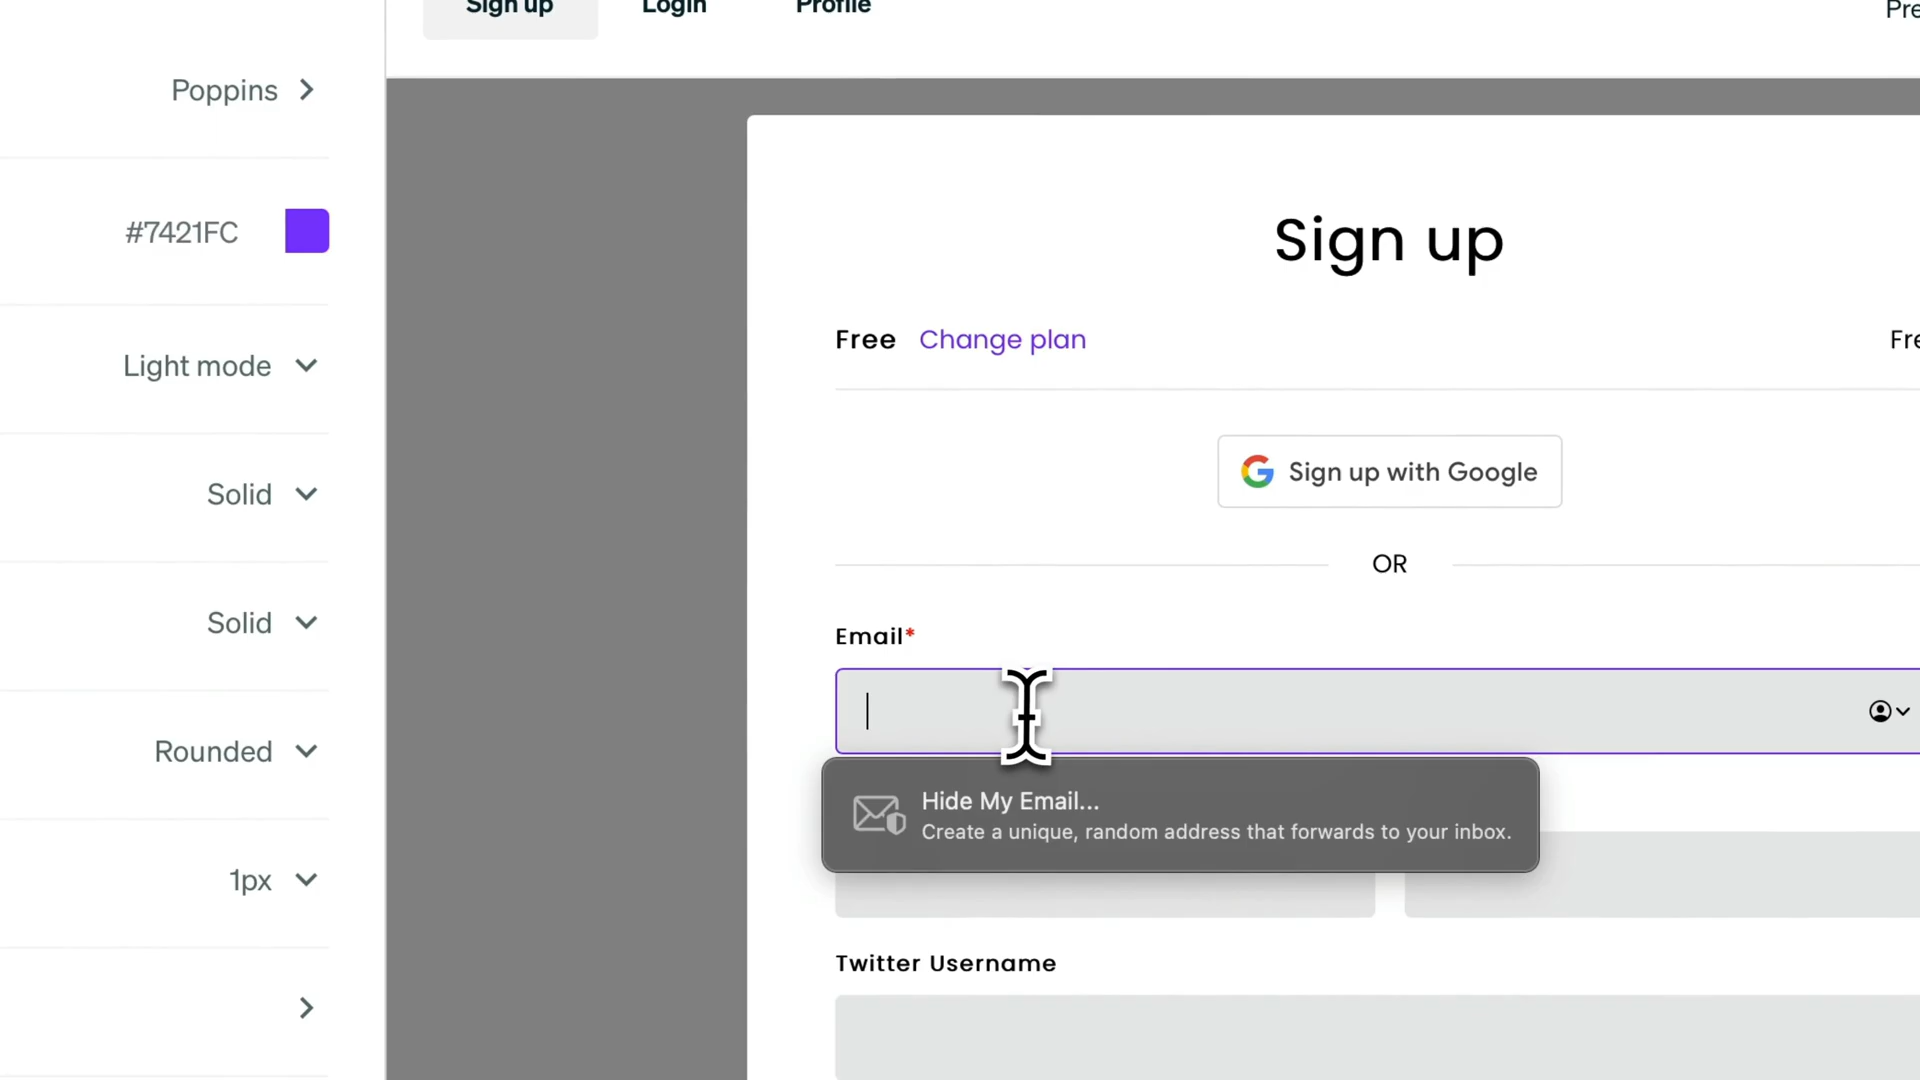 Sign up Login Profile
Poppins
#7421FC
Light mode
Solid
Solid
Rounded
1px
Sign up
Free Change plan
Sign up with Google
OR
Email*
Hide My Email...
Create a unique, random address that forwards to your inbox.
Twitter Username